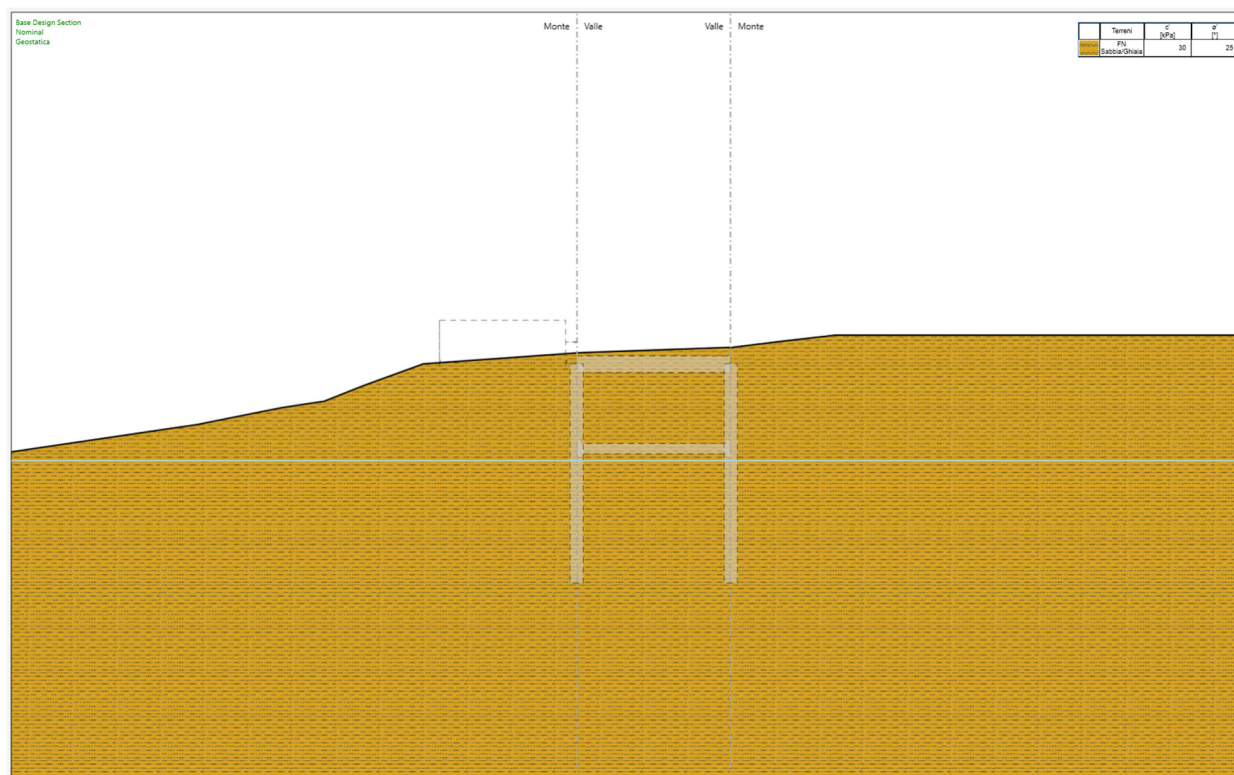 Base Design Section
Nominal
Geostatica
Monte
Valle
Valle
Monte
Terreni c' [kPa] ø' [°]
FN Sabbia/Ghiaia 30 25